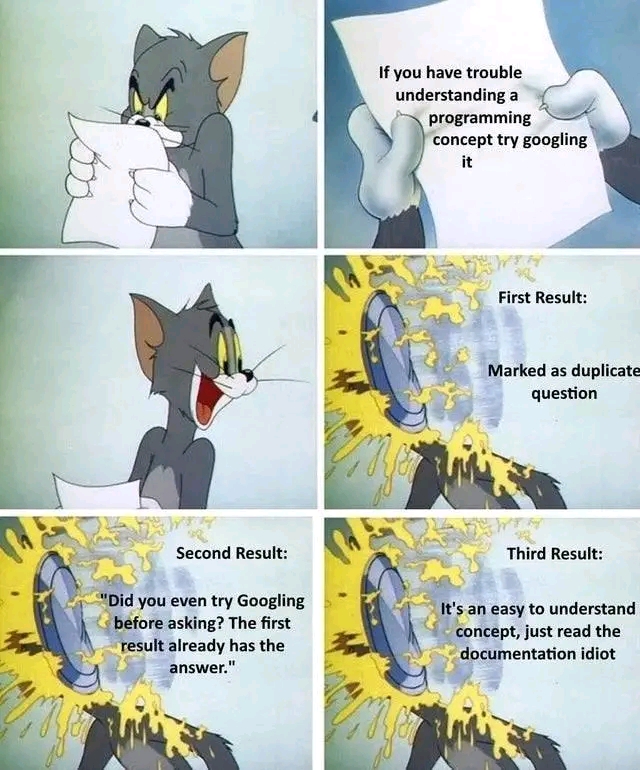 If you have trouble
understanding a
programming
concept try googling
it
First Result:
Marked as duplicate
question
Second Result:
"Did you even try Googling
before asking? The first
result already has the
answer."
Third Result:
It's an easy to understand
concept, just read the
documentation idiot